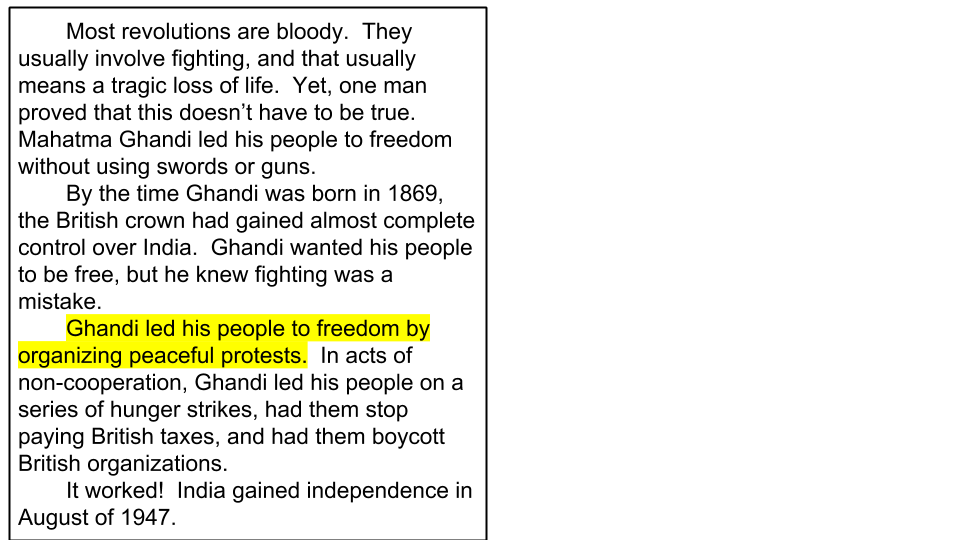 Most revolutions are bloody.  They
usually involve fighting, and that usually
means a tragic loss of life.  Yet, one man
proved that this doesn’t have to be true.
Mahatma Ghandi led his people to freedom
without using swords or guns.
By the time Ghandi was born in 1869,
the British crown had gained almost complete
control over India.  Ghandi wanted his people
to be free, but he knew fighting was a
mistake.
Ghandi led his people to freedom by
organizing peaceful protests.  In acts of
non-cooperation, Ghandi led his people on a
series of hunger strikes, had them stop
paying British taxes, and had them boycott
British organizations.
It worked!  India gained independence in
August of 1947.